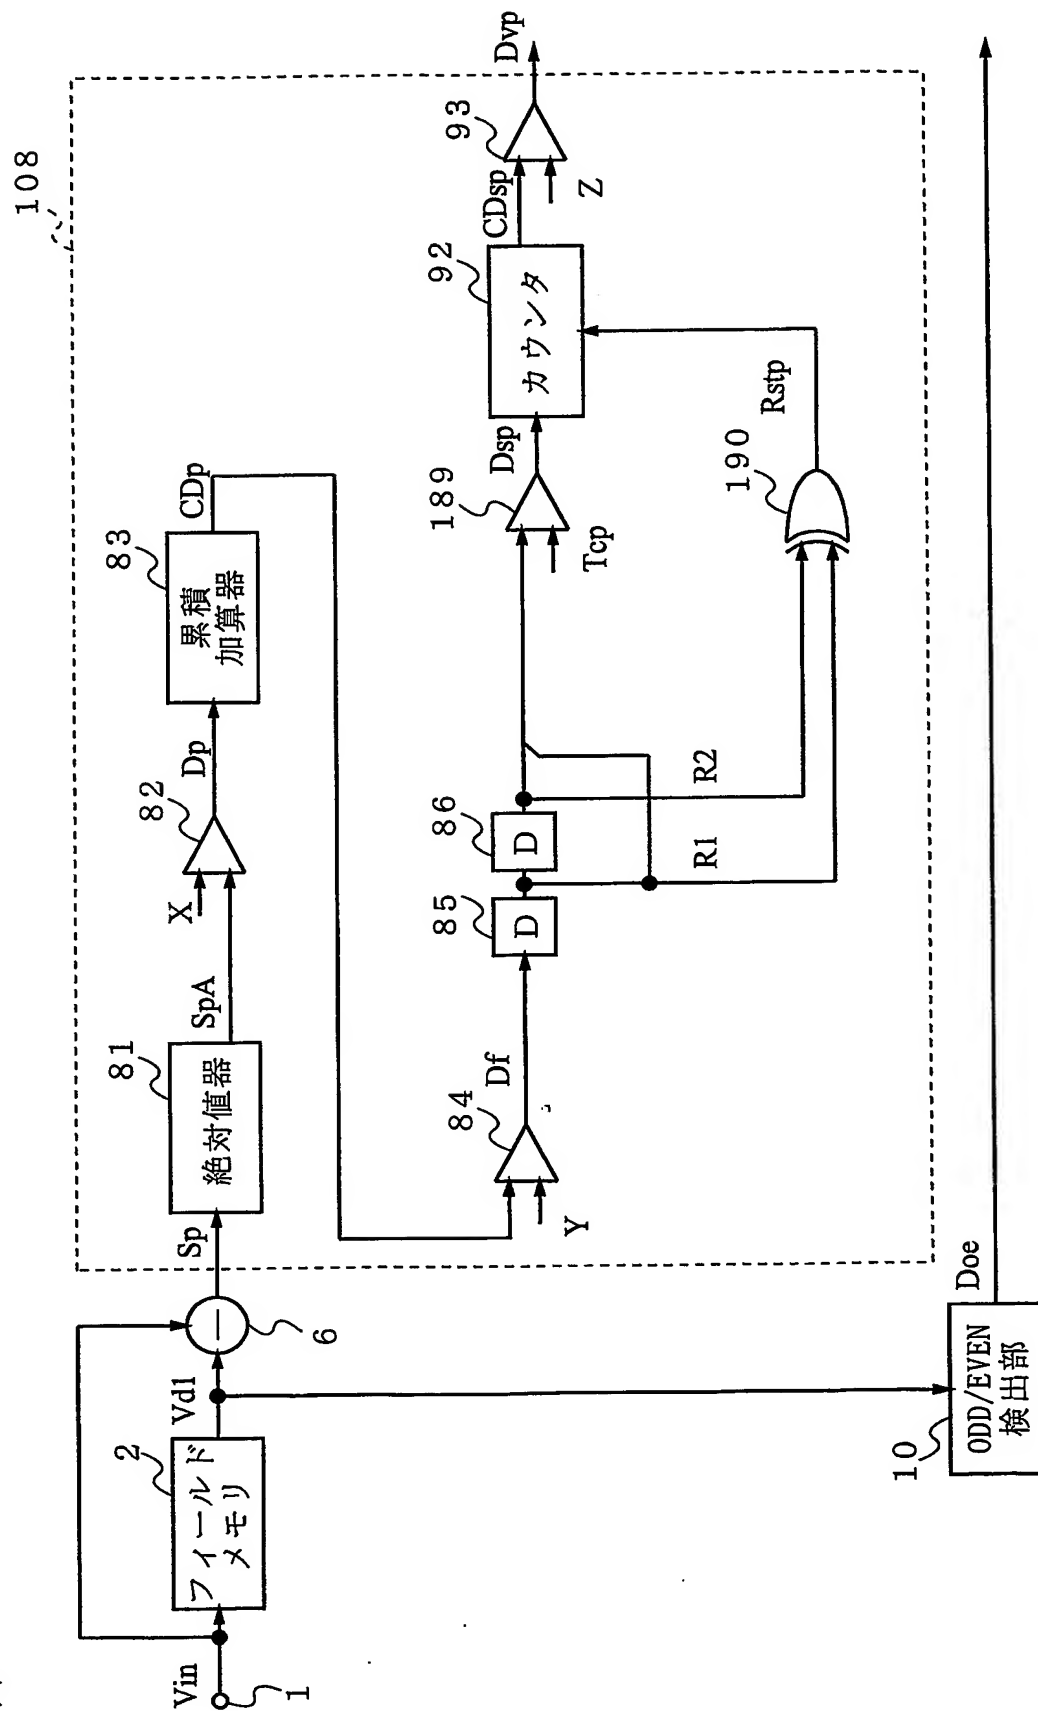 108
Vin
1
フィールド
メモリ
2
Vd1
6
Sp
絶対値器
81
SpA
X
82
Dp
累積
加算器
83
CDp
Y
84
Df
D
85
D
86
R1
R2
Tcp
189
Dsp
カウンタ
92
CDsp
Z
93
Dvp
190
Rstp
ODD/EVEN
検出部
10
Doe